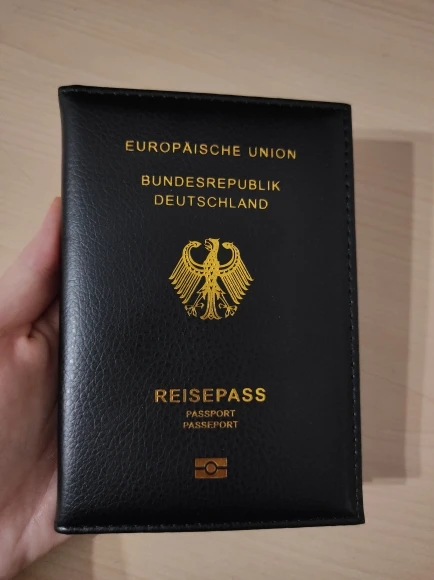 EUROPÄISCHE UNION
BUNDESREPUBLIK
DEUTSCHLAND
REISEPASS
PASSPORT
PASSEPORT